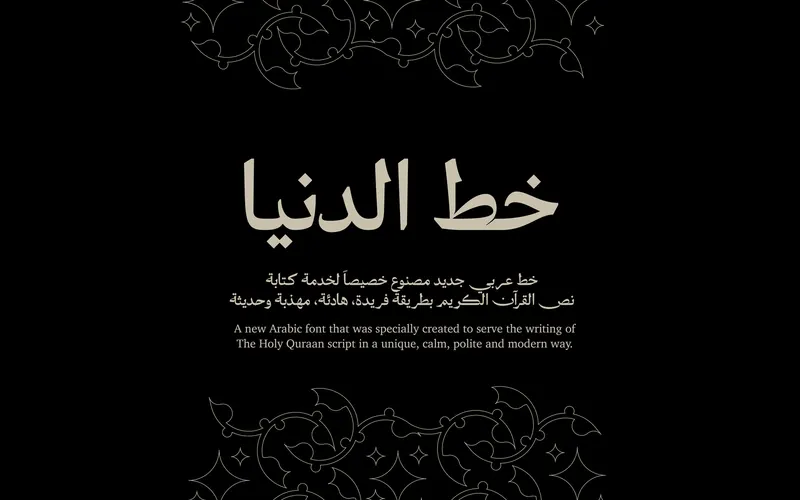 خط الدنيا
خط عربي جديد مصنوع خصيصاً لخدمة كتابة
نص القرآن الكريم بطريقة فريدة، هادئة، مهذبة وحديثة
A new Arabic font that was specially created to serve the writing of
The Holy Quraan script in a unique, calm, polite and modern way.